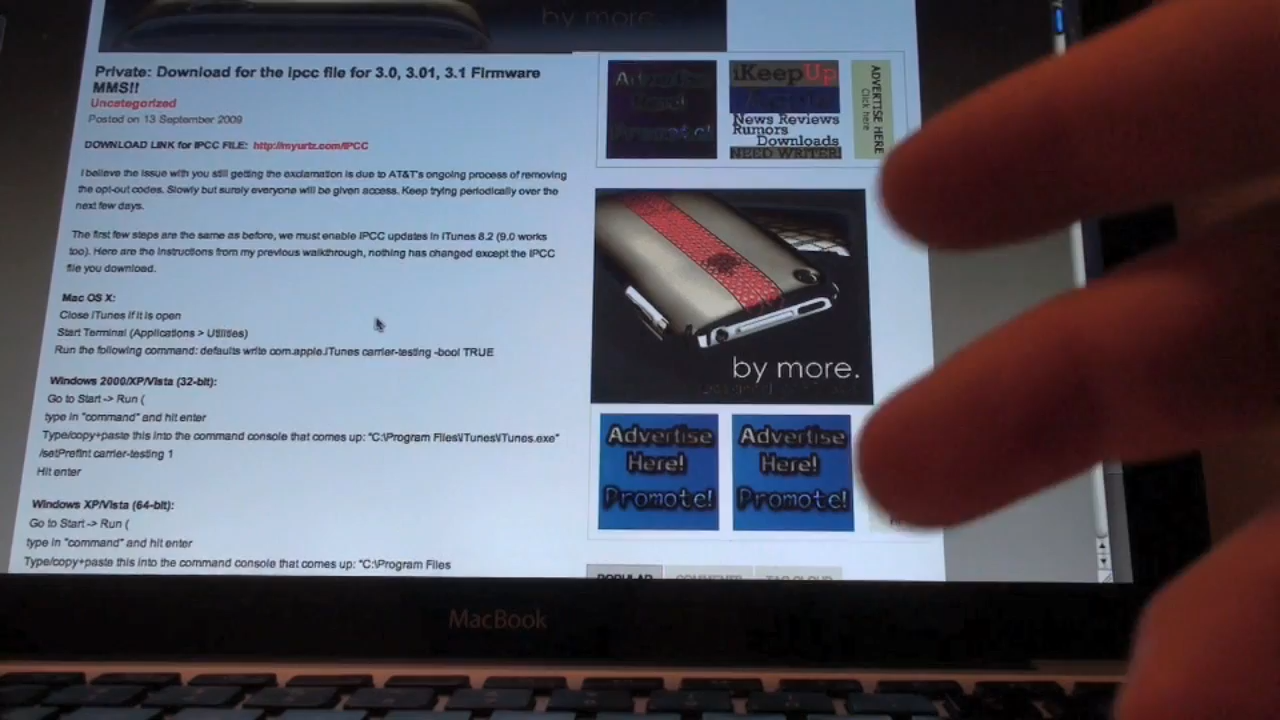 by more.
Private: Download for the ipcc file for 3.0, 3.01, 3.1 Firmware
MMS!!
Uncategorized
Posted on 13 September 2009
DOWNLOAD LINK for IPCC FILE: http://myurlz.com/IPCC
I believe the issue with you still getting the exclamation is due to AT&T's ongoing process of removing
the opt-out codes. Slowly but surely everyone will be given access. Keep trying periodically over the
next few days.
The first few steps are the same as before, we must enable IPCC updates in iTunes 8.2 (9.0 works
too). Here are the instructions from my previous walkthrough, nothing has changed except the IPCC
file you download.
Mac OS X:
Close iTunes if it is open
Start Terminal (Applications > Utilities)
Run the following command: defaults write com.apple.iTunes carrier-testing -bool TRUE
Windows 2000/XP/Vista (32-bit):
Go to Start -> Run (
type in "command" and hit enter
Type/copy+paste this into the command console that comes up: "C:\Program Files\iTunes\iTunes.exe"
/setPrefInt carrier-testing 1
Hit enter
Windows XP/Vista (64-bit):
Go to Start -> Run (
type in "command" and hit enter
Type/copy+paste this into the command console that comes up: "C:\Program Files
Advertise
Here!
Promote!
iKeepUp
News Reviews
Rumors
Downloads
NEED WRITER!
ADVERTISE HERE
Click here
by more.
Advertise
Here!
Promote!
Advertise
Here!
Promote!
POPULAR COMMENTS TAG CLOUD
MacBook